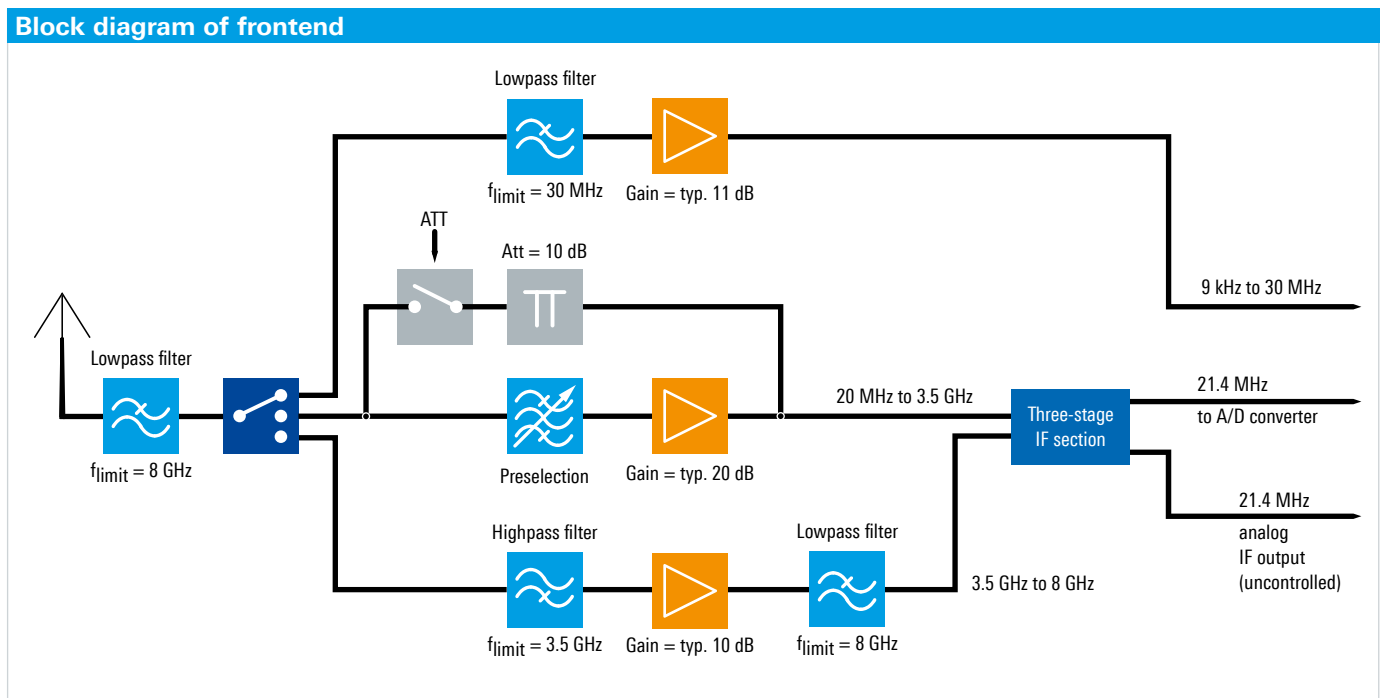 Block diagram of frontend
Lowpass filter
flimit = 30 MHz
Gain = typ. 11 dB
ATT
Att = 10 dB
9 kHz to 30 MHz
Lowpass filter
flimit = 8 GHz
Preselection
Gain = typ. 20 dB
20 MHz to 3.5 GHz
Three-stage
IF section
21.4 MHz
to A/D converter
21.4 MHz
analog
IF output
(uncontrolled)
Highpass filter
flimit = 3.5 GHz
Gain = typ. 10 dB
Lowpass filter
flimit = 8 GHz
3.5 GHz to 8 GHz